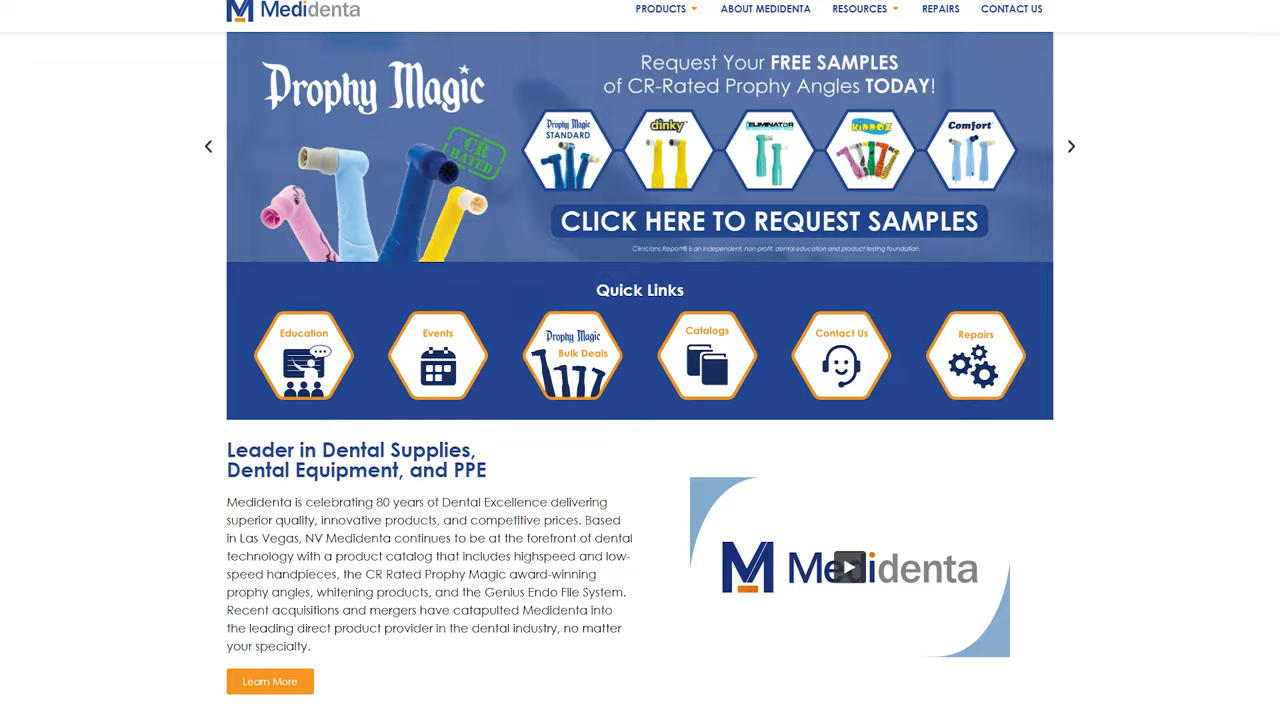 Medidenta
PRODUCTS
ABOUT MEDIDENTA
RESOURCES
REPAIRS
CONTACT US
Prophy Magic
CR
RATED
Request Your FREE SAMPLES
of CR-Rated Prophy Angles TODAY!
Prophy Magic
STANDARD
dinky™
ELIMINATOR
KIDDOZ
Comfort™
CLICK HERE TO REQUEST SAMPLES
Clinicians Report® is an independent, non-profit, dental education and product testing foundation.
Quick Links
Education
Events
Prophy Magic
Bulk Deals
Catalogs
Contact Us
Repairs
Leader in Dental Supplies,
Dental Equipment, and PPE
Medidenta is celebrating 80 years of Dental Excellence delivering
superior quality, innovative products, and competitive prices. Based
in Las Vegas, NV Medidenta continues to be at the forefront of dental
technology with a product catalog that includes highspeed and low-
speed handpieces, the CR Rated Prophy Magic award-winning
prophy angles, whitening products, and the Genius Endo File System.
Recent acquisitions and mergers have catapulted Medidenta into
the leading direct product provider in the dental industry, no matter
your specialty.
Learn More
Medidenta